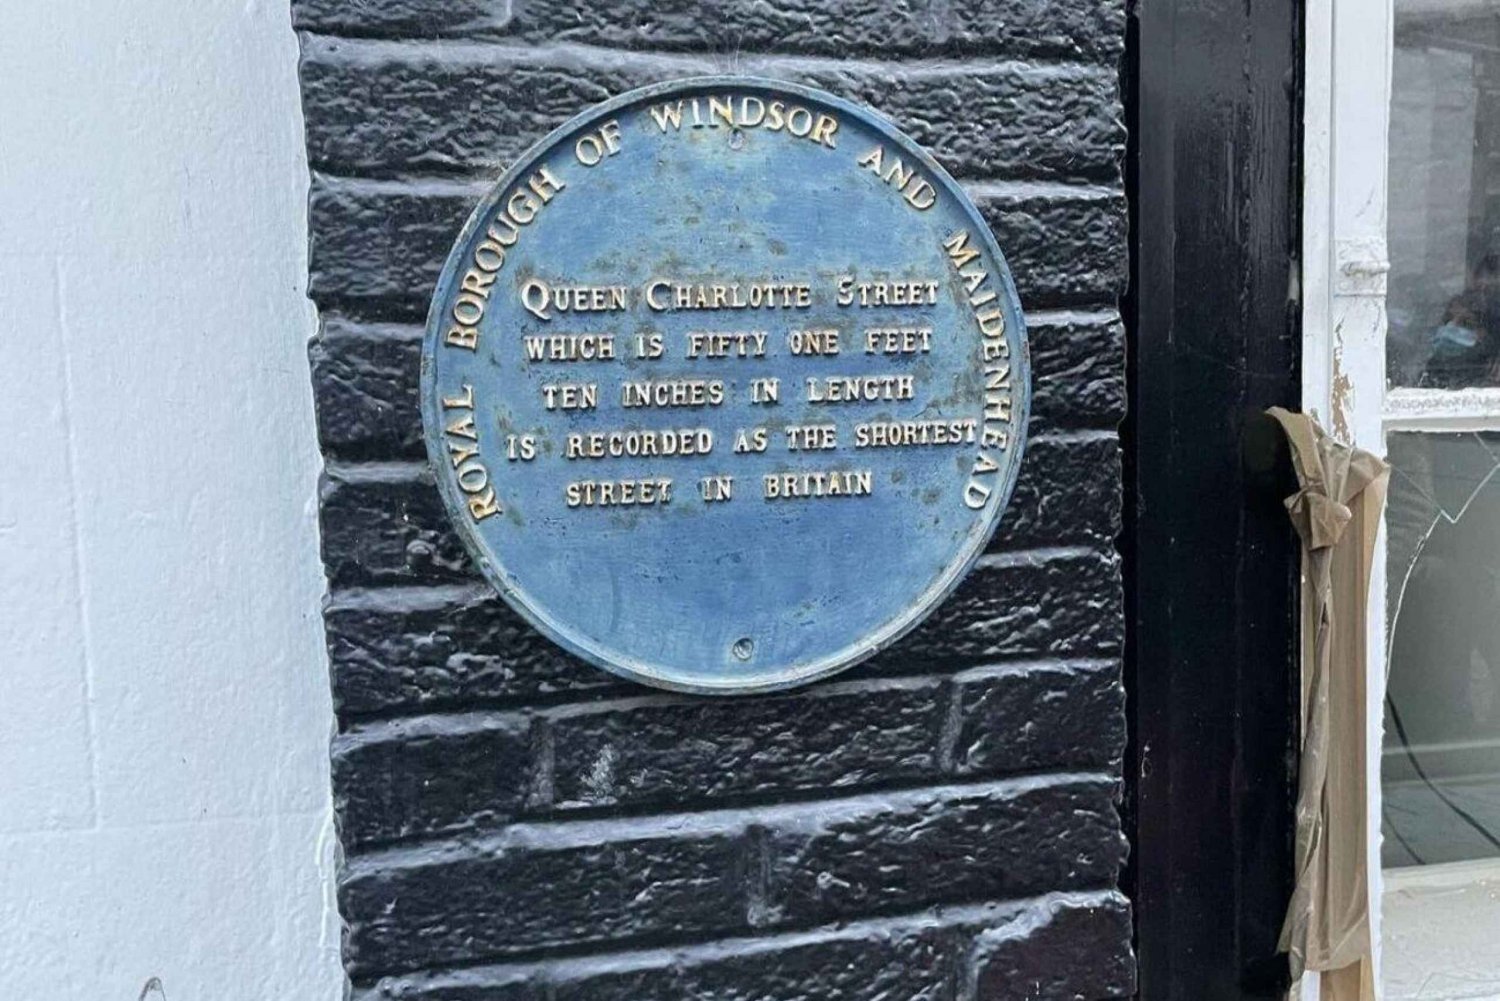 ROYAL BOROUGH OF WINDSOR AND MAIDENHEAD
QUEEN CHARLOTTE STREET
WHICH IS FIFTY ONE FEET
TEN INCHES IN LENGTH
IS RECORDED AS THE SHORTEST
STREET IN BRITAIN